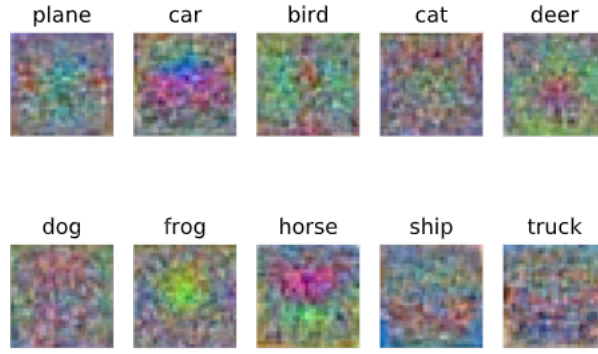 plane car bird cat deer
dog frog horse ship truck